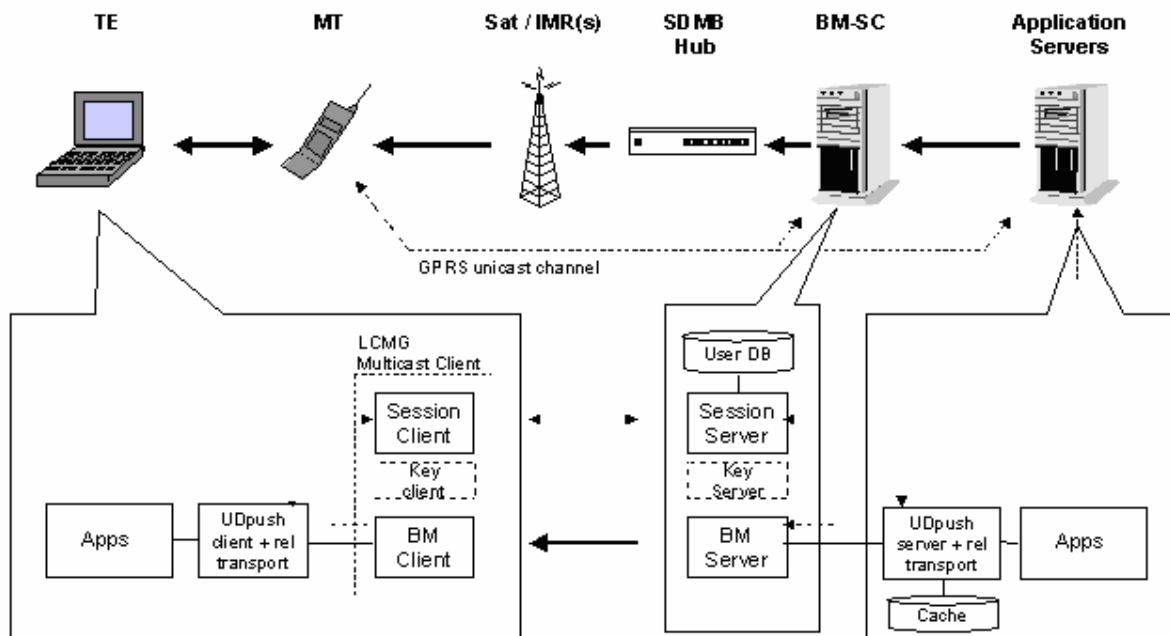 TE
MT
Sat / IMR(s)
SDMB
Hub
BM-SC
Application
Servers
GPRS unicast channel
LCMG
Multicast Client
Session
Client
Key
client
BM
Client
Apps
UDpush
client + rel
transport
User DB
Session
Server
Key
Server
BM
Server
UDpush
server + rel
transport
Cache
Apps